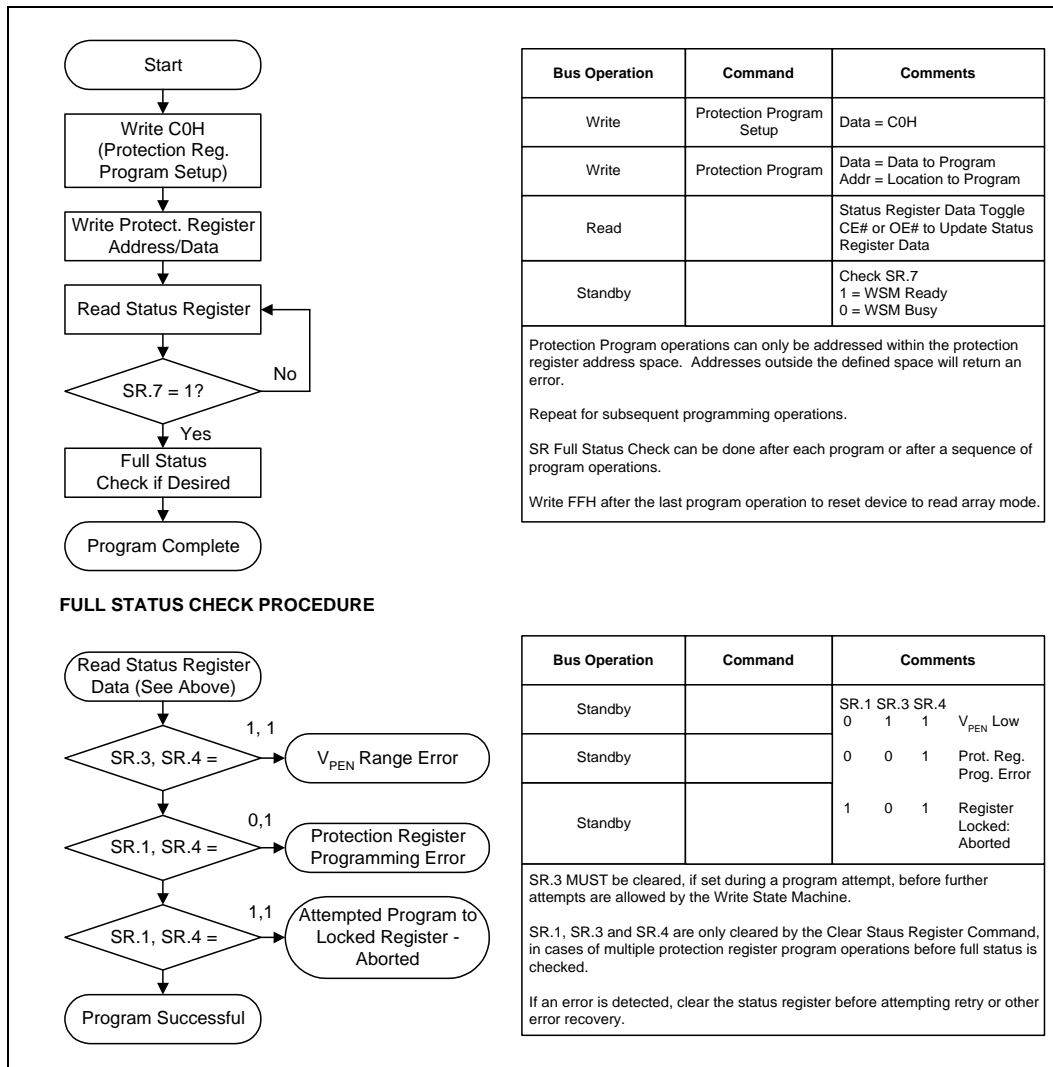 Start
Write C0H
(Protection Reg.
Program Setup)
Write Protect. Register
Address/Data
Read Status Register
No
SR.7 = 1?
Yes
Full Status
Check if Desired
Program Complete
Bus Operation Command Comments
Write Protection Program
Setup Data = C0H
Write Protection Program Data = Data to Program
Addr = Location to Program
Read Status Register Data Toggle
CE# or OE# to Update Status
Register Data
Standby Check SR.7
1 = WSM Ready
0 = WSM Busy
Protection Program operations can only be addressed within the protection
register address space. Addresses outside the defined space will return an
error.
Repeat for subsequent programming operations.
SR Full Status Check can be done after each program or after a sequence of
program operations.
Write FFH after the last program operation to reset device to read array mode.
FULL STATUS CHECK PROCEDURE
Read Status Register
Data (See Above)
1, 1
SR.3, SR.4 =
VPEN Range Error
0,1
SR.1, SR.4 =
Protection Register
Programming Error
1,1
SR.1, SR.4 =
Attempted Program to
Locked Register -
Aborted
Program Successful
Bus Operation Command Comments
Standby SR.1 SR.3 SR.4
0 1 1 VPEN Low
Standby 0 0 1 Prot. Reg.
Prog. Error
Standby 1 0 1 Register
Locked:
Aborted
SR.3 MUST be cleared, if set during a program attempt, before further
attempts are allowed by the Write State Machine.
SR.1, SR.3 and SR.4 are only cleared by the Clear Staus Register Command,
in cases of multiple protection register program operations before full status is
checked.
If an error is detected, clear the status register before attempting retry or other
error recovery.